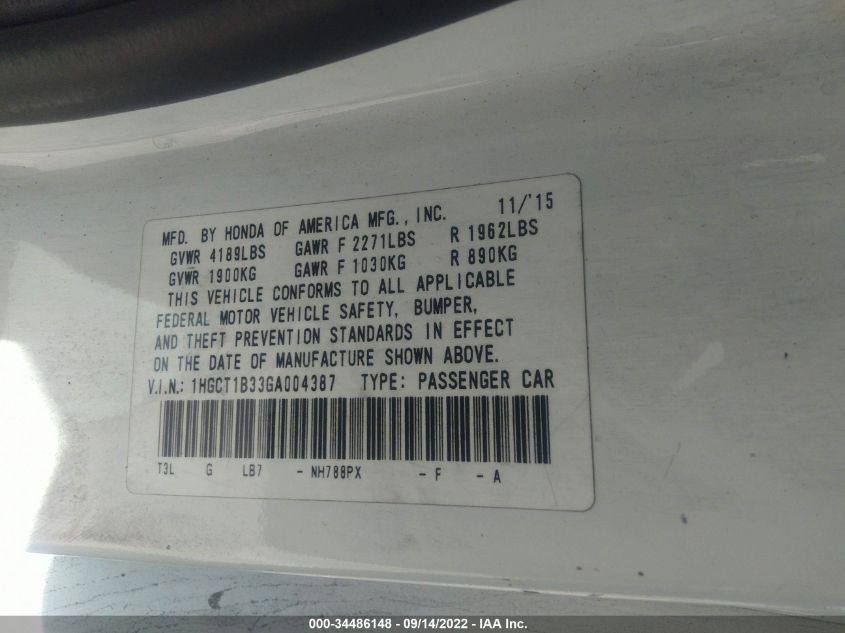 MFD. BY HONDA OF AMERICA MFG., INC. 11/'15
GVWR 4189LBS GAWR F 2271LBS R 1962LBS
GVWR 1900KG GAWR F 1030KG R 890KG
THIS VEHICLE CONFORMS TO ALL APPLICABLE
FEDERAL MOTOR VEHICLE SAFETY, BUMPER,
AND THEFT PREVENTION STANDARDS IN EFFECT
ON THE DATE OF MANUFACTURE SHOWN ABOVE.
V.I.N.: 1HGCT1B33GA004387 TYPE: PASSENGER CAR
T3L G LB7 - NH788PX - F - A
000-34486148 - 09/14/2022 - IAA Inc.